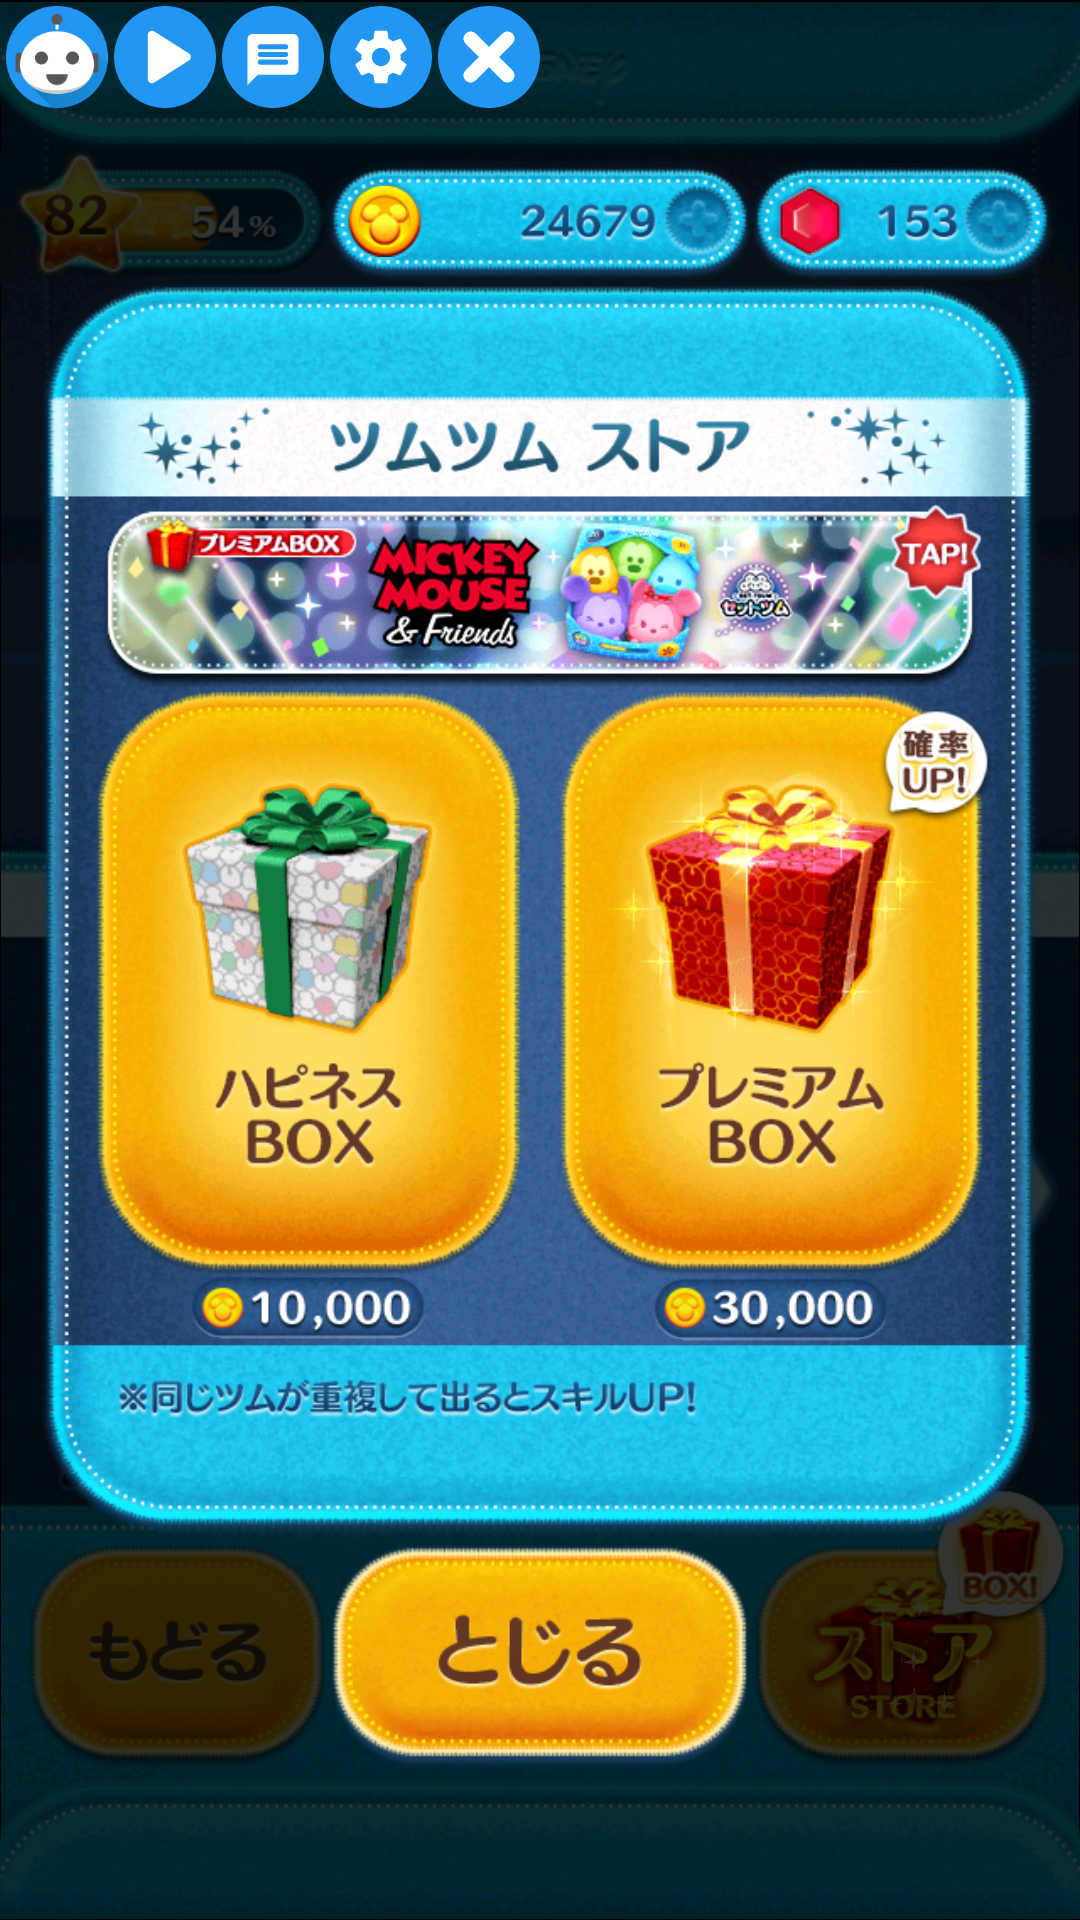 82
54%
24679
153
ツムツム ストア
プレミアムBOX
MICKEY
MOUSE
& Friends
セットツム
TAP!
確率
UP!
ハピネス
BOX
プレミアム
BOX
10,000
30,000
※同じツムが重複して出るとスキルUP!
BOX!
もどる
とじる
ストア
STORE